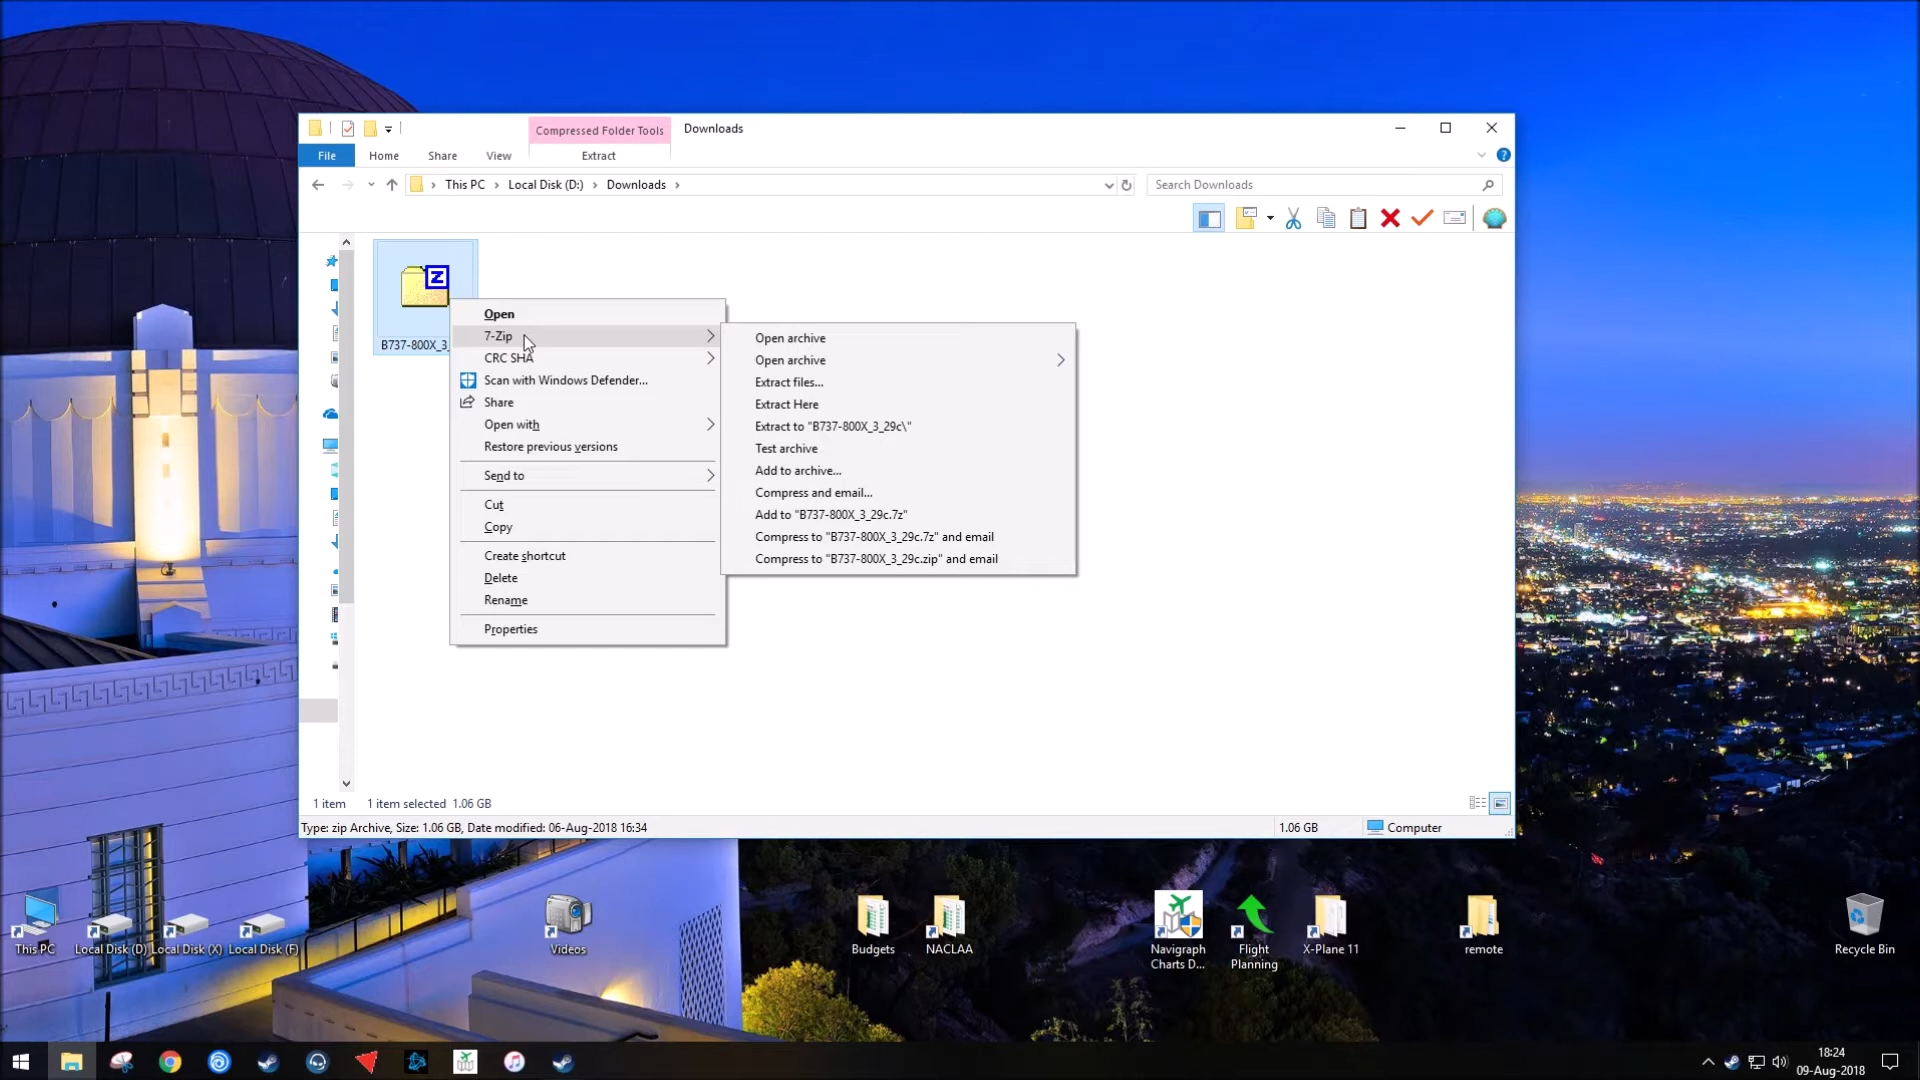 Compressed Folder Tools
Downloads
File
Home
Share
View
Extract
This PC
Local Disk (D:)
Downloads
Search Downloads
B737-800X_3_
Open
7-Zip
CRC SHA
Scan with Windows Defender...
Share
Open with
Restore previous versions
Send to
Cut
Copy
Create shortcut
Delete
Rename
Properties
Open archive
Open archive
Extract files...
Extract Here
Extract to "B737-800X_3_29c\"
Test archive
Add to archive...
Compress and email...
Add to "B737-800X_3_29c.7z"
Compress to "B737-800X_3_29c.7z" and email
Compress to "B737-800X_3_29c.zip" and email
1 item
1 item selected 1.06 GB
Type: zip Archive, Size: 1.06 GB, Date modified: 06-Aug-2018 16:34
1.06 GB
Computer
This PC
Local Disk (D)
Local Disk (X)
Local Disk (F)
Videos
Budgets
NACLAA
Navigraph
Charts D...
Flight
Planning
X-Plane 11
remote
Recycle Bin
18:24
09-Aug-2018